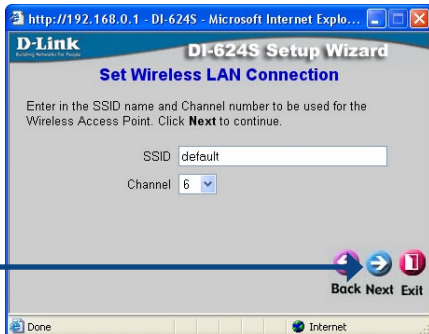 http://192.168.0.1 - DI-624S - Microsoft Internet Explo...
D-Link
Building Networks for People
DI-624S Setup Wizard
Set Wireless LAN Connection
Enter in the SSID name and Channel number to be used for the
Wireless Access Point. Click Next to continue.
SSID default
Channel 6
Back Next Exit
Done Internet